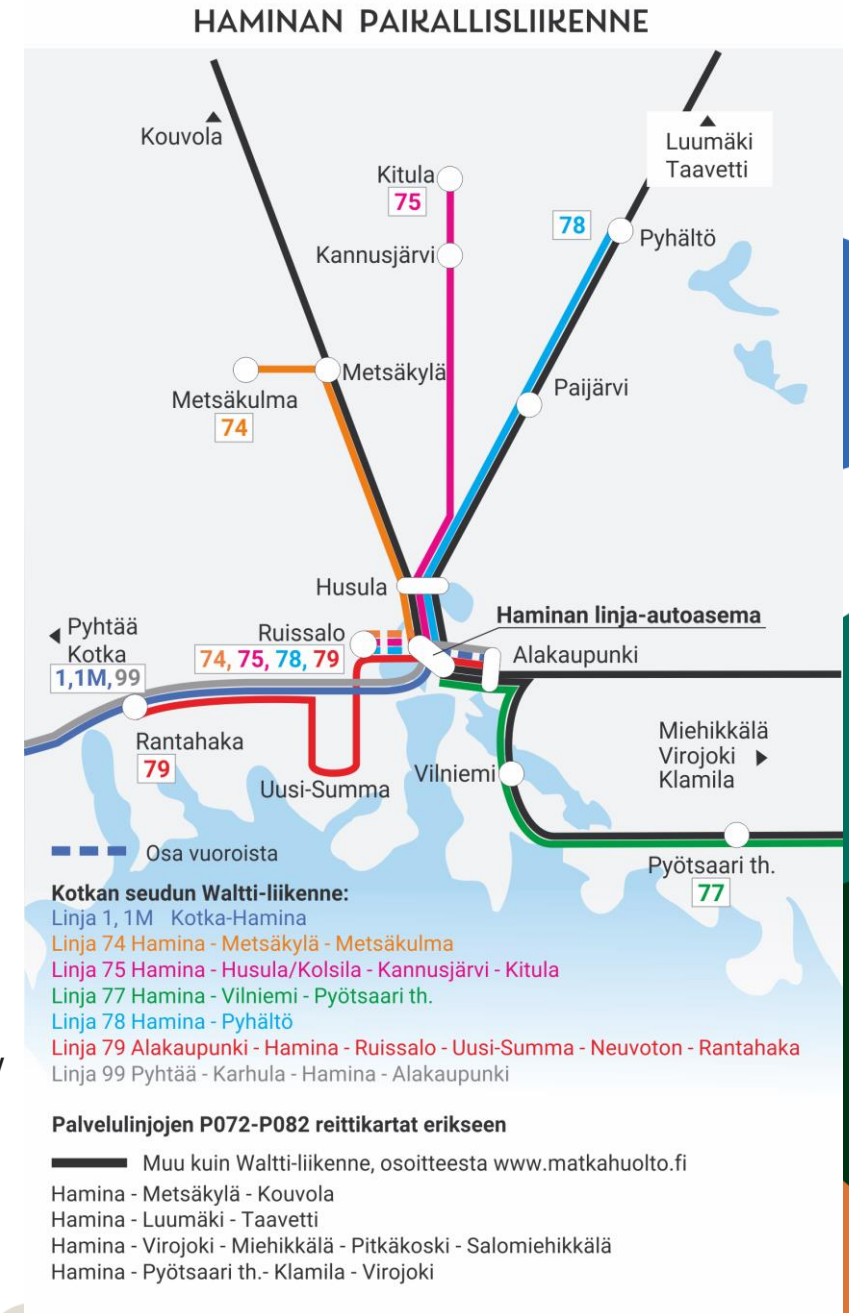 HAMINAN PAIKALLISLIIKENNE
Kouvola
Luumäki
Taavetti
Kitula
75
78
Pyhältö
Kannusjärvi
Metsäkylä
Metsäkulma
74
Paijärvi
Husula
Haminan linja-autoasema
Pyhtää
Kotka
1,1M,99
Ruissalo
74, 75, 78, 79
Alakaupunki
Rantahaka
79
Uusi-Summa
Vilniemi
Miehikkälä
Virojoki
Klamila
Osa vuoroista
Pyötsaari th.
77
Kotkan seudun Waltti-liikenne:
Linja 1, 1M Kotka-Hamina
Linja 74 Hamina - Metsäkylä - Metsäkulma
Linja 75 Hamina - Husula/Kolsila - Kannusjärvi - Kitula
Linja 77 Hamina - Vilniemi - Pyötsaari th.
Linja 78 Hamina - Pyhältö
Linja 79 Alakaupunki - Hamina - Ruissalo - Uusi-Summa - Neuvoton - Rantahaka
Linja 99 Pyhtää - Karhula - Hamina - Alakaupunki
Palvelulinjojen P072-P082 reittikartat erikseen
Muu kuin Waltti-liikenne, osoitteesta www.matkahuolto.fi
Hamina - Metsäkylä - Kouvola
Hamina - Luumäki - Taavetti
Hamina - Virojoki - Miehikkälä - Pitkäkoski - Salomiehikkälä
Hamina - Pyötsaari th.- Klamila - Virojoki